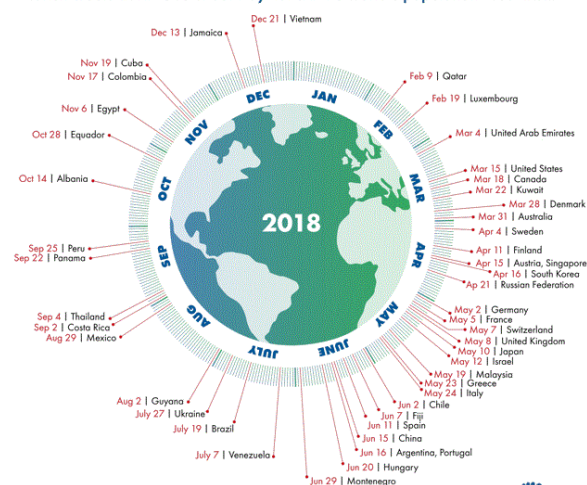 Dec 21 | Vietnam
Dec 13 | Jamaica
Nov 19 | Cuba
Nov 17 | Colombia
Nov 6 | Egypt
Oct 28 | Equador
Oct 14 | Albania
Sep 25 | Peru
Sep 22 | Panama
Sep 4 | Thailand
Sep 2 | Costa Rica
Aug 29 | Mexico
Aug 2 | Guyana
July 27 | Ukraine
July 19 | Brazil
July 7 | Venezuela
Feb 9 | Qatar
Feb 19 | Luxembourg
Mar 4 | United Arab Emirates
Mar 15 | United States
Mar 18 | Canada
Mar 22 | Kuwait
Mar 28 | Denmark
Mar 31 | Australia
Apr 4 | Sweden
Apr 11 | Finland
Apr 15 | Austria, Singapore
Apr 16 | South Korea
Ap 21 | Russian Federation
May 2 | Germany
May 5 | France
May 7 | Switzerland
May 8 | United Kingdom
May 10 | Japan
May 12 | Israel
May 19 | Malaysia
May 23 | Greece
May 24 | Italy
Jun 2 | Chile
Jun 7 | Fiji
Jun 11 | Spain
Jun 15 | China
Jun 16 | Argentina, Portugal
Jun 20 | Hungary
Jun 29 | Montenegro
JAN
FEB
MAR
APR
MAY
JUNE
JULY
AUG
SEP
OCT
NOV
DEC
2018